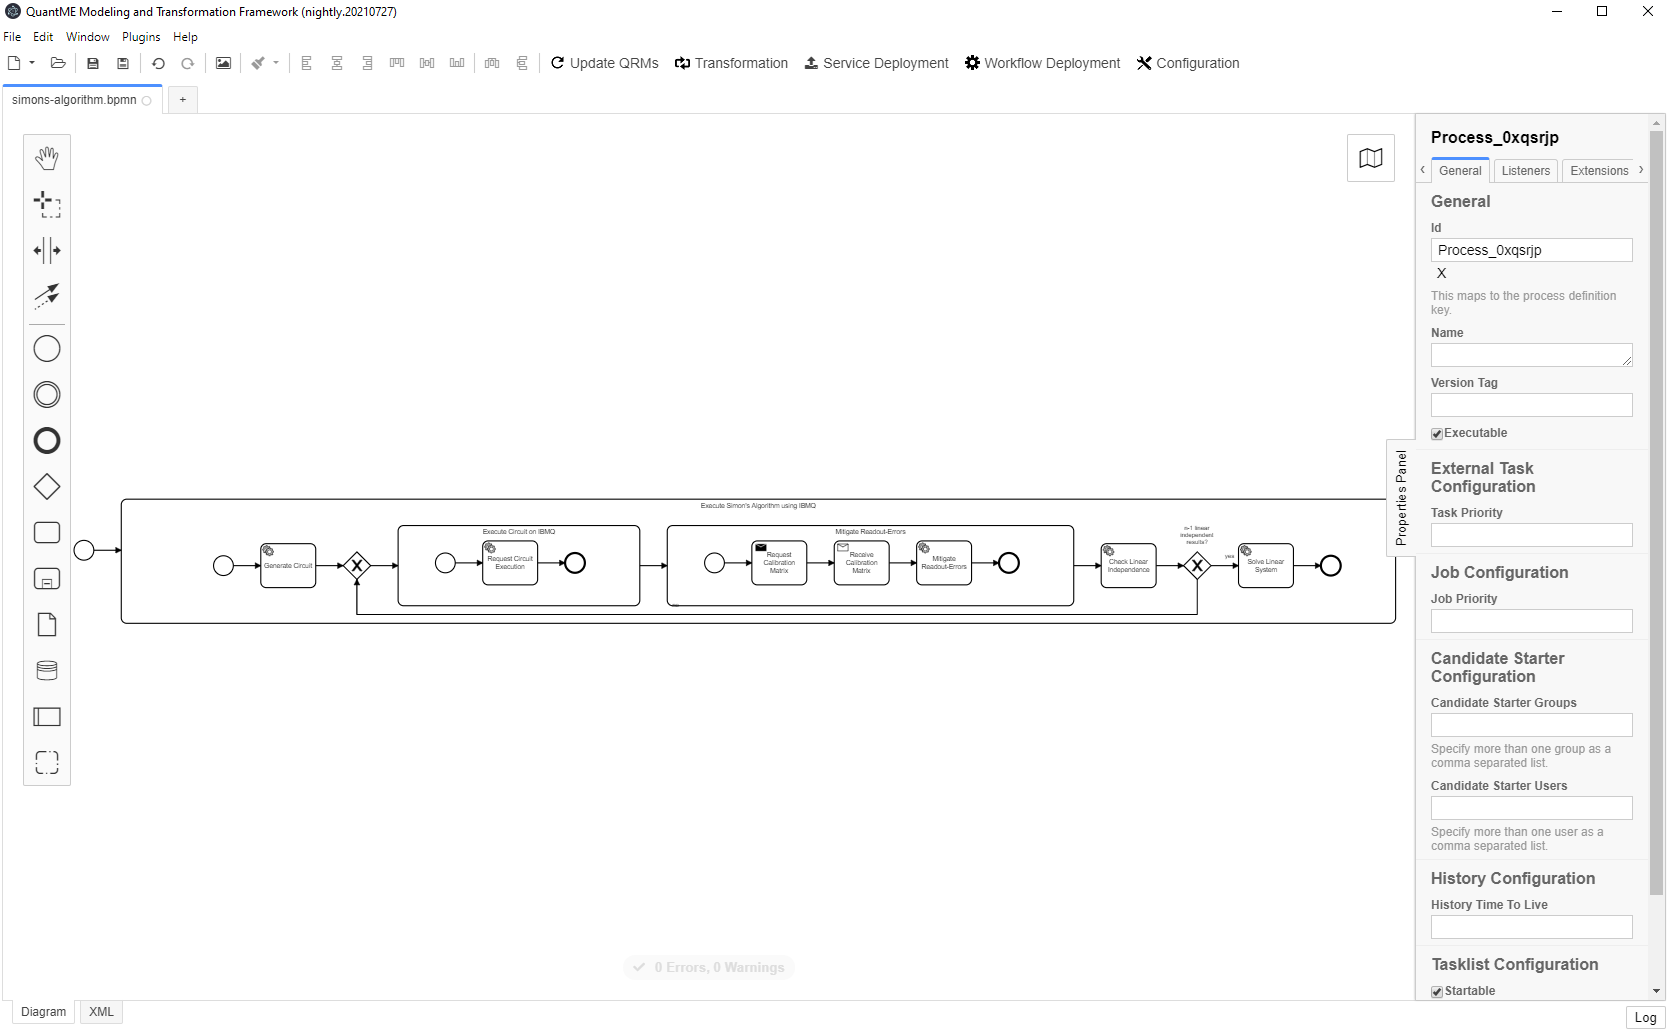 QuantME Modeling and Transformation Framework (nightly.20210727)
File Edit Window Plugins Help
Update QRMs Transformation Service Deployment Workflow Deployment Configuration
simons-algorithm.bpmn +
Process_0xqsrjp
General Listeners Extensions
General
Id
Process_0xqsrjp
X
This maps to the process definition
key.
Name
Version Tag
Executable
Properties Panel
External Task
Configuration
Task Priority
Job Configuration
Job Priority
Candidate Starter
Configuration
Candidate Starter Groups
Specify more than one group as a
comma separated list.
Candidate Starter Users
Specify more than one user as a
comma separated list.
History Configuration
History Time To Live
Tasklist Configuration
Startable
Execute Simon's Algorithm using IBMQ
Generate Circuit
X
Execute Circuit on IBMQ
Request Circuit
Execution
Mitigate Readout-Errors
Request
Calibration
Matrix
Receive
Calibration
Matrix
Mitigate
Readout-Errors
Check Linear
Independence
n-1 linear
independent
results?
X
yes
Solve Linear
System
0 Errors, 0 Warnings
Diagram XML
Log